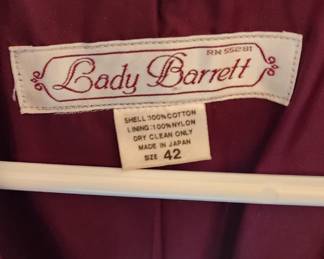 RN 55281
Lady Barrett
SHELL:100%COTTON
LINING:100%NYLON
DRY CLEAN ONLY
MADE IN JAPAN
SIZE 42